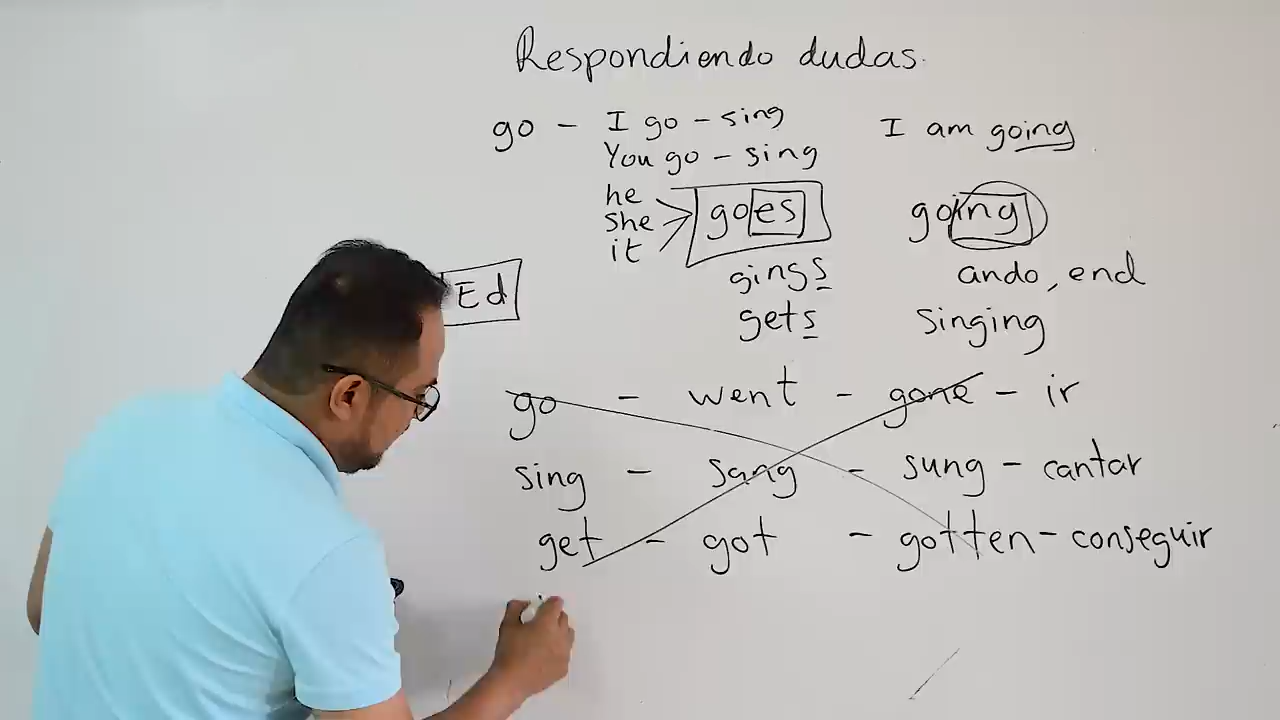 Respondiendo dudas.
go - I go - sing
You go - sing
he
she
it
goes
gings
gets
I am going
going
ando, end
singing
Ed
go - went - gone - ir
sing - sang - sung - cantar
get - got - gotten - conseguir